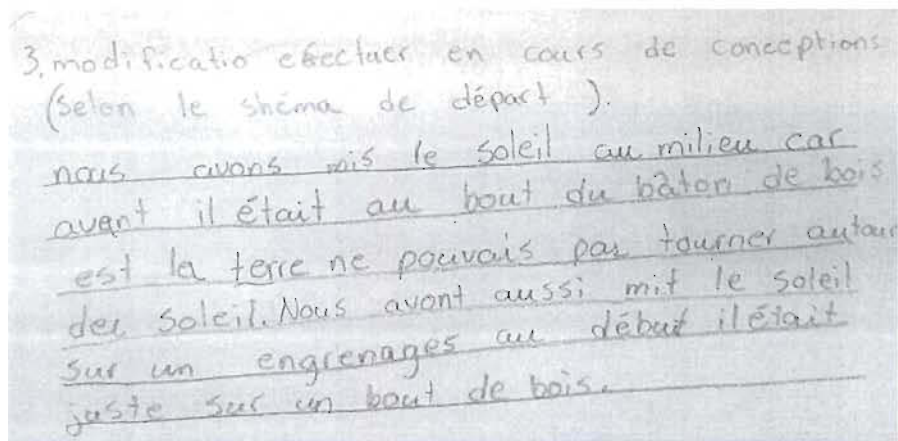 3. modificatio efectuer en cours de conceptions
(selon le shéma de départ).
nous avons mis le soleil au milieu car
avant il était au bout du bâton de bois
est la terre ne pouvais pas tourner autour
deu soleil. Nous avont aussi mit le soleil
sur un engrenages au début il était
juste sur un bout de bois.